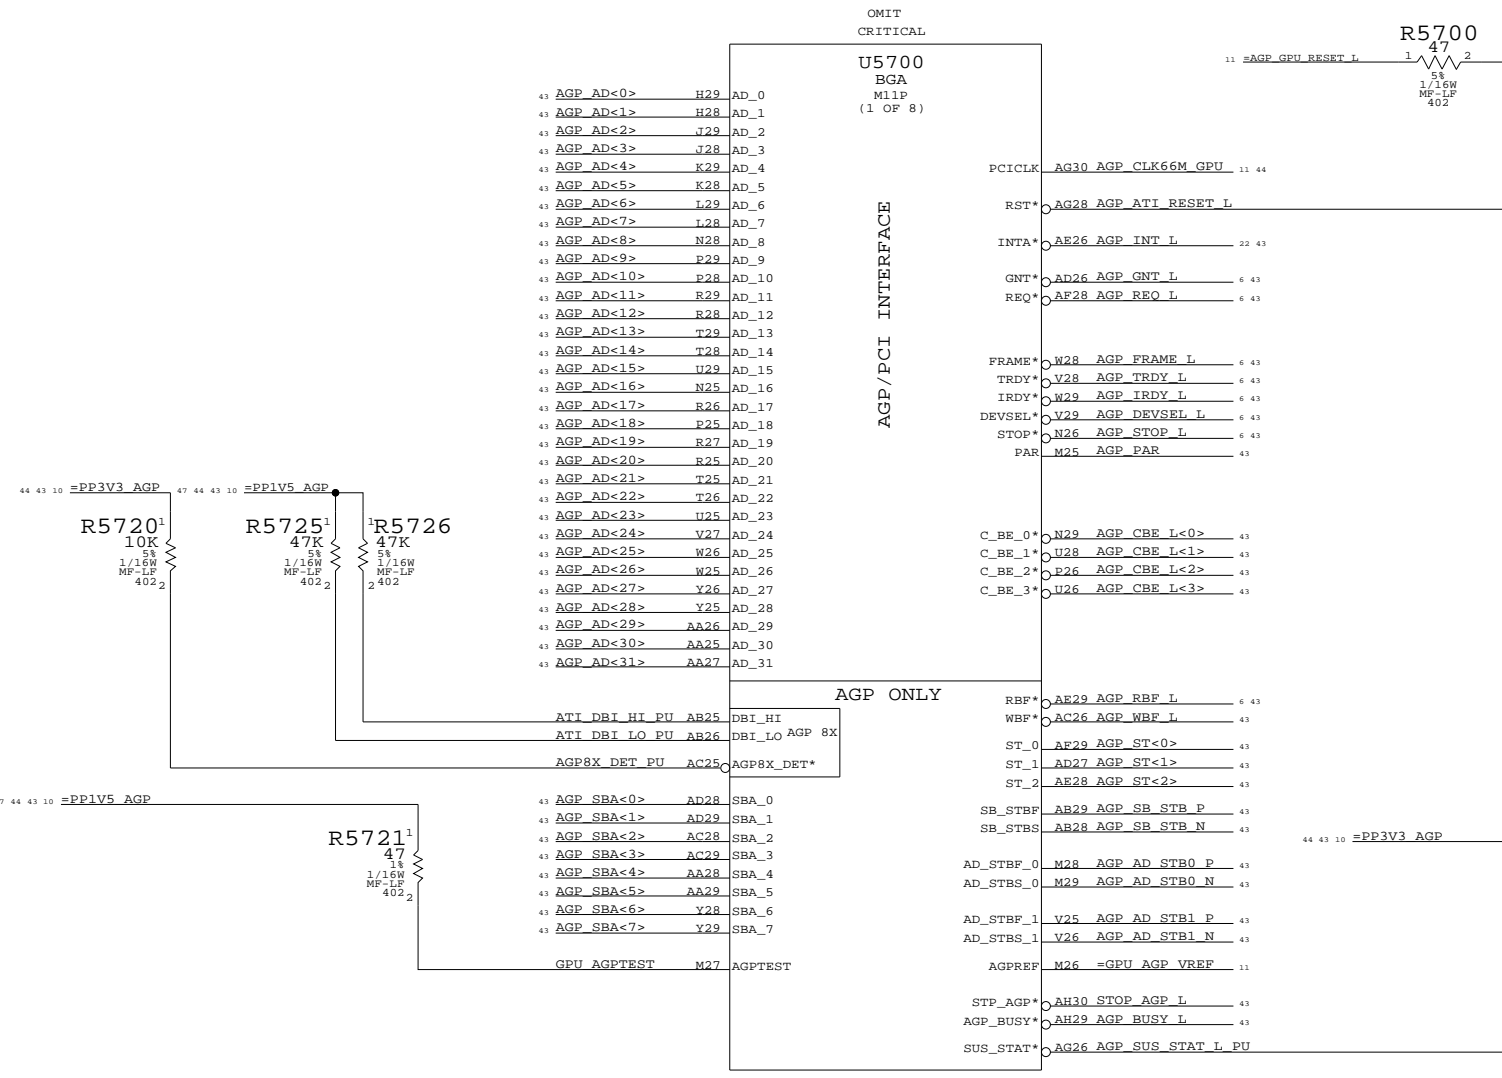 OMIT
CRITICAL
U5700
BGA
M11P
(1 OF 8)
AGP/PCI INTERFACE
R5700
47
1 2
5%
1/16W
MF-LF
402
11 =AGP_GPU_RESET_L
43 AGP_AD<0> H29 AD_0
43 AGP_AD<1> H28 AD_1
43 AGP_AD<2> J29 AD_2
43 AGP_AD<3> J28 AD_3
43 AGP_AD<4> K29 AD_4
43 AGP_AD<5> K28 AD_5
43 AGP_AD<6> L29 AD_6
43 AGP_AD<7> L28 AD_7
43 AGP_AD<8> N28 AD_8
43 AGP_AD<9> P29 AD_9
43 AGP_AD<10> P28 AD_10
43 AGP_AD<11> R29 AD_11
43 AGP_AD<12> R28 AD_12
43 AGP_AD<13> T29 AD_13
43 AGP_AD<14> T28 AD_14
43 AGP_AD<15> U29 AD_15
43 AGP_AD<16> N25 AD_16
43 AGP_AD<17> R26 AD_17
43 AGP_AD<18> P25 AD_18
43 AGP_AD<19> R27 AD_19
43 AGP_AD<20> R25 AD_20
43 AGP_AD<21> T25 AD_21
43 AGP_AD<22> T26 AD_22
43 AGP_AD<23> U25 AD_23
43 AGP_AD<24> V27 AD_24
43 AGP_AD<25> W26 AD_25
43 AGP_AD<26> W25 AD_26
43 AGP_AD<27> Y26 AD_27
43 AGP_AD<28> Y25 AD_28
43 AGP_AD<29> AA26 AD_29
43 AGP_AD<30> AA25 AD_30
43 AGP_AD<31> AA27 AD_31
PCICLK AG30 AGP_CLK66M_GPU 11 44
RST* AG28 AGP_ATI_RESET_L
INTA* AE26 AGP_INT_L 22 43
GNT* AD26 AGP_GNT_L 6 43
REQ* AF28 AGP_REQ_L 6 43
FRAME* W28 AGP_FRAME_L 6 43
TRDY* V28 AGP_TRDY_L 6 43
IRDY* W29 AGP_IRDY_L 6 43
DEVSEL* V29 AGP_DEVSEL_L 6 43
STOP* N26 AGP_STOP_L 6 43
PAR M25 AGP_PAR 43
C_BE_0* N29 AGP_CBE_L<0> 43
C_BE_1* U28 AGP_CBE_L<1> 43
C_BE_2* P26 AGP_CBE_L<2> 43
C_BE_3* U26 AGP_CBE_L<3> 43
44 43 10 =PP3V3_AGP
47 44 43 10 =PP1V5_AGP
R5720 1
10K
5%
1/16W
MF-LF
402 2
R5725 1
47K
5%
1/16W
MF-LF
402 2
1 R5726
47K
5%
1/16W
MF-LF
2 402
AGP ONLY
ATI_DBI_HI_PU AB25 DBI_HI
ATI_DBI_LO_PU AB26 DBI_LO AGP 8X
AGP8X_DET_PU AC25 AGP8X_DET*
7 44 43 10 =PP1V5_AGP
R5721 1
47
1%
1/16W
MF-LF
402 2
43 AGP_SBA<0> AD28 SBA_0
43 AGP_SBA<1> AD29 SBA_1
43 AGP_SBA<2> AC28 SBA_2
43 AGP_SBA<3> AC29 SBA_3
43 AGP_SBA<4> AA28 SBA_4
43 AGP_SBA<5> AA29 SBA_5
43 AGP_SBA<6> Y28 SBA_6
43 AGP_SBA<7> Y29 SBA_7
GPU_AGPTEST M27 AGPTEST
RBF* AE29 AGP_RBF_L 6 43
WBF* AC26 AGP_WBF_L 43
ST_0 AF29 AGP_ST<0> 43
ST_1 AD27 AGP_ST<1> 43
ST_2 AE28 AGP_ST<2> 43
SB_STBF AB29 AGP_SB_STB_P 43
SB_STBS AB28 AGP_SB_STB_N 43
44 43 10 =PP3V3_AGP
AD_STBF_0 M28 AGP_AD_STB0_P 43
AD_STBS_0 M29 AGP_AD_STB0_N 43
AD_STBF_1 V25 AGP_AD_STB1_P 43
AD_STBS_1 V26 AGP_AD_STB1_N 43
AGPREF M26 =GPU_AGP_VREF 11
STP_AGP* AH30 STOP_AGP_L 43
AGP_BUSY* AH29 AGP_BUSY_L 43
SUS_STAT* AG26 AGP_SUS_STAT_L_PU